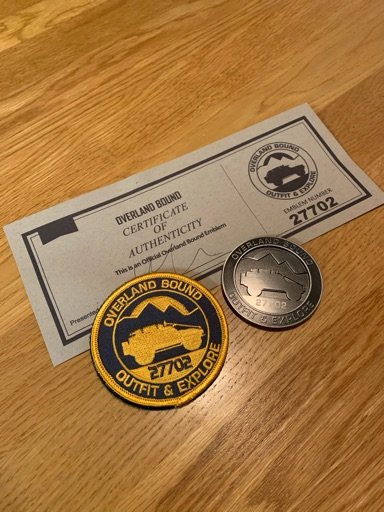 OVERLAND BOUND
CERTIFICATE
OF
AUTHENTICITY
This is an Official Overland Bound Emblem
Presented
OVERLAND BOUND
OUTFIT & EXPLORE
EMBLEM NUMBER
27702
OVERLAND BOUND
27702
OUTFIT & EXPLORE
OVERLAND BOUND
27702
OUTFIT & EXPLORE